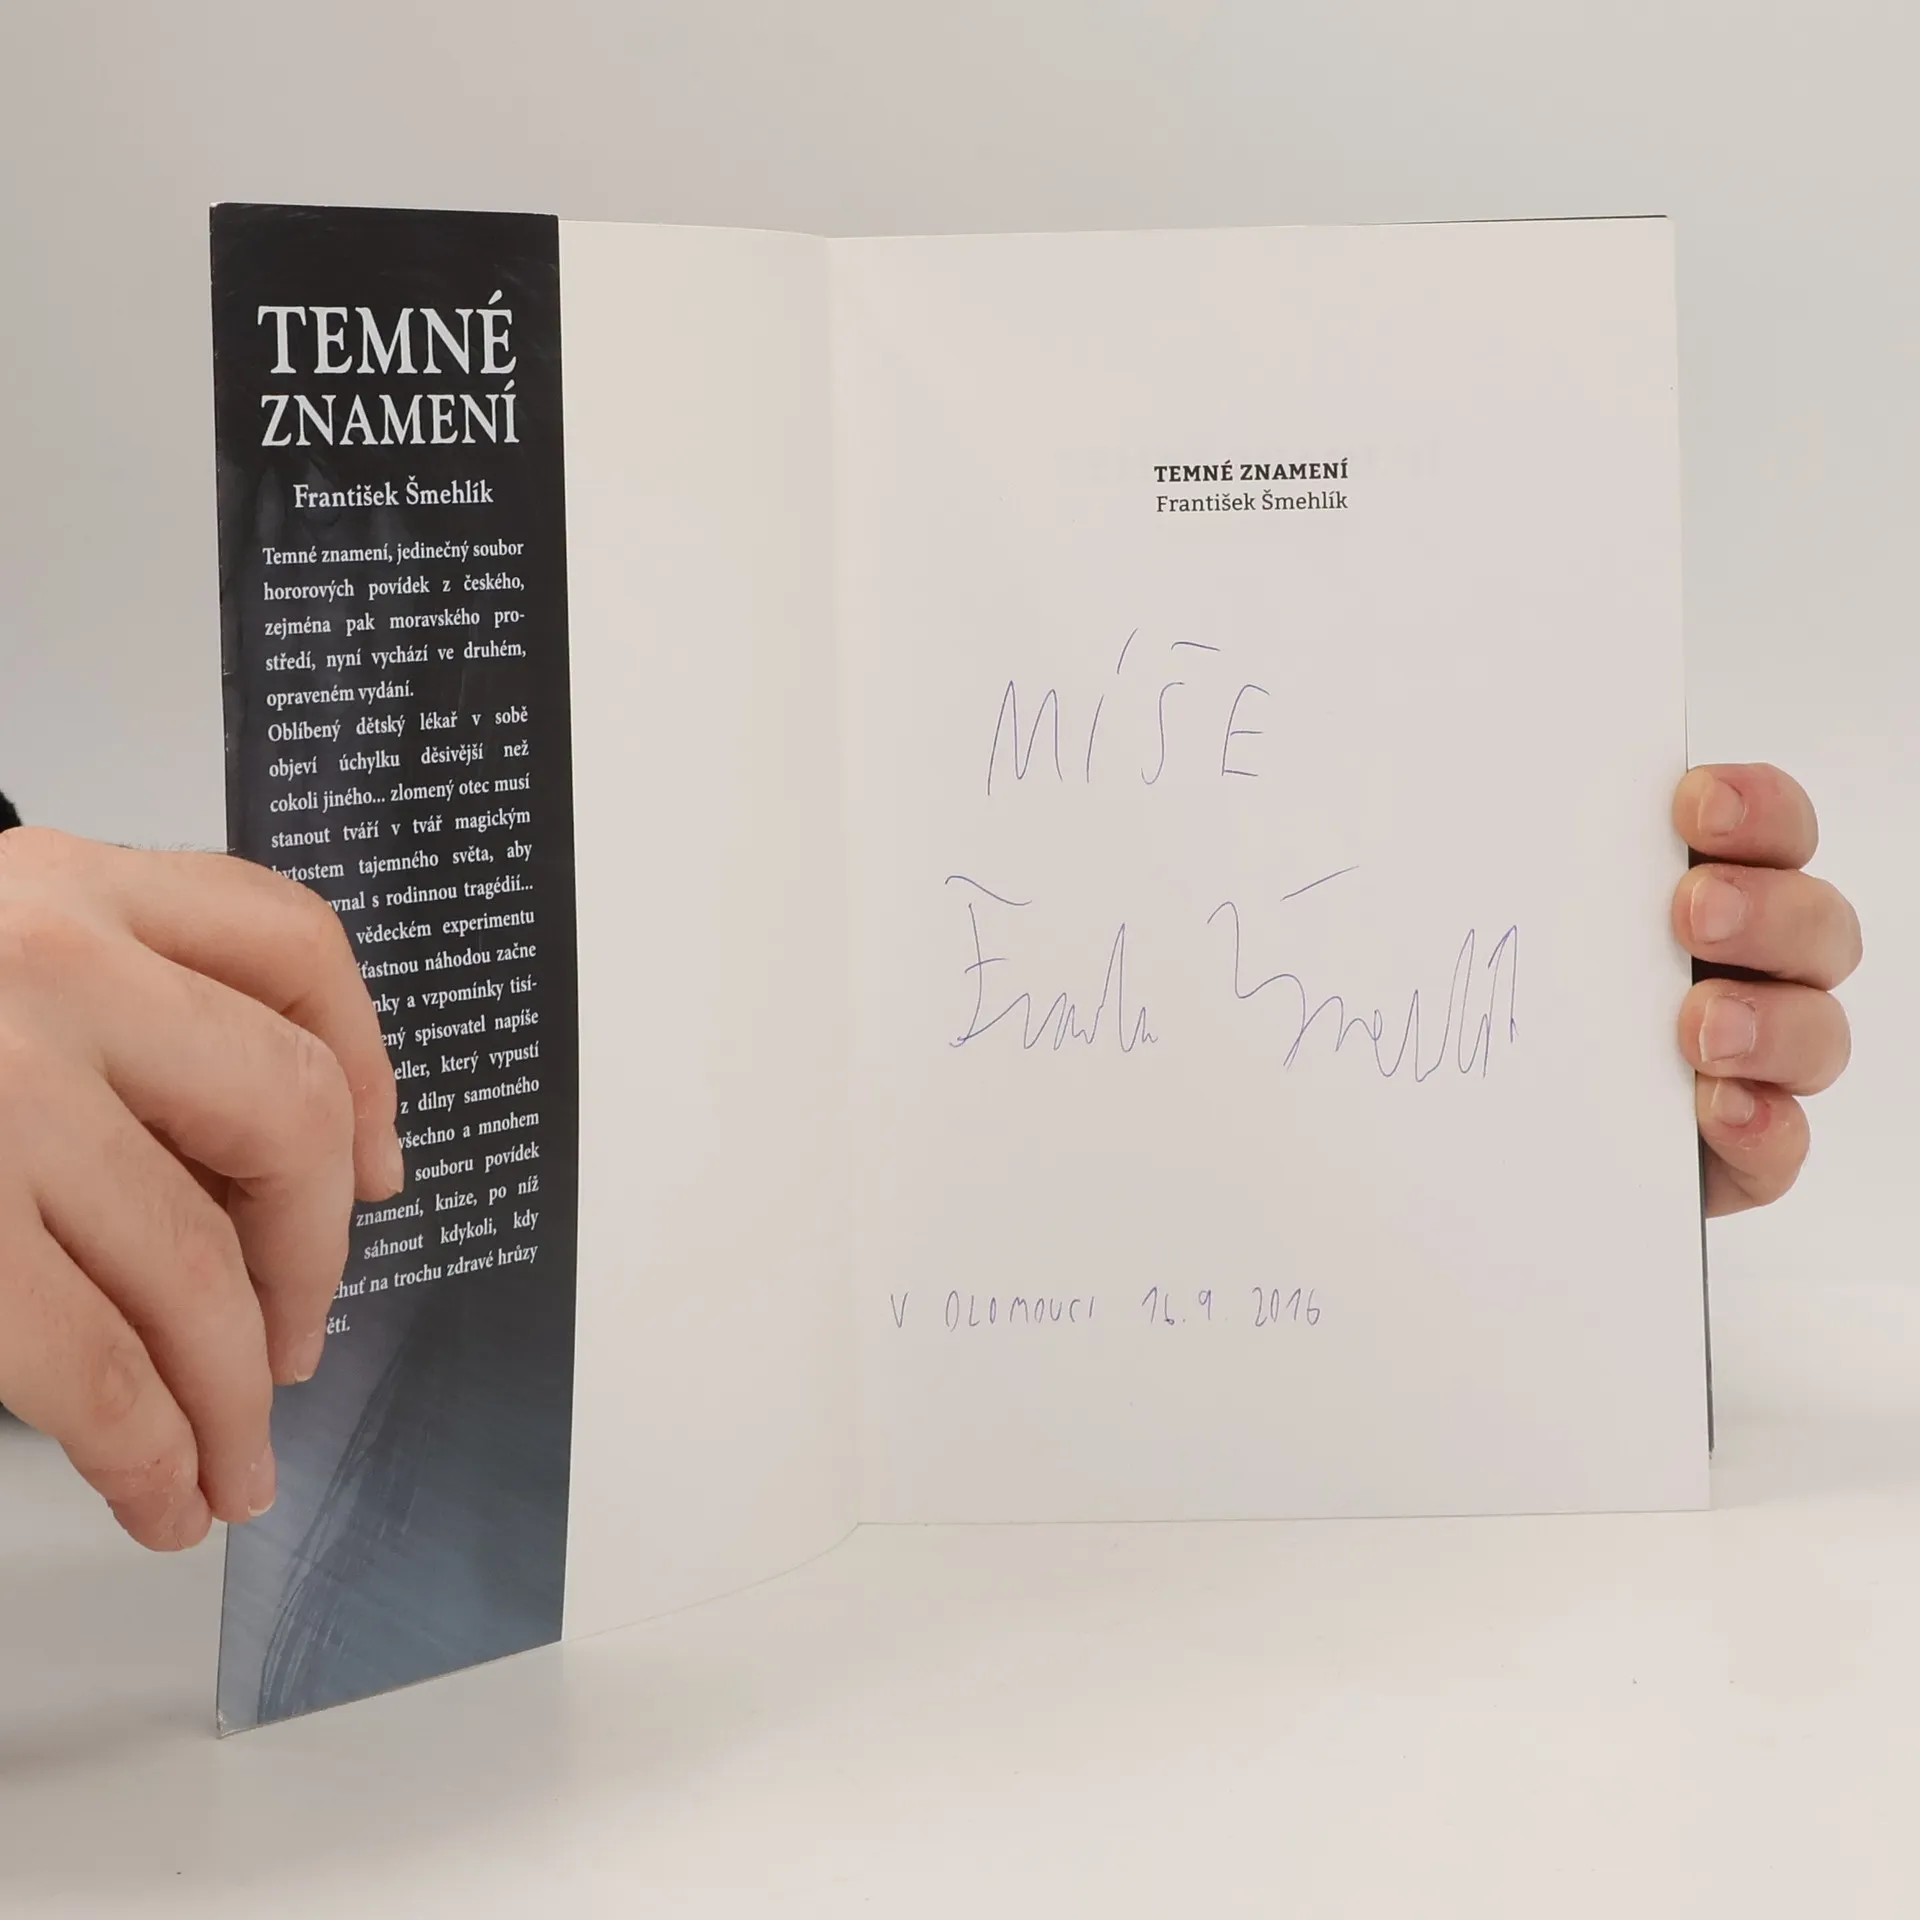 TEMNÉ
ZNAMENÍ
František Šmehlík
Temné znamení, jedinečný soubor
hororových povídek z českého,
zejména pak moravského pro-
středí, nyní vychází ve druhém,
opraveném vydání.
Oblíbený dětský lékař v sobě
objeví úchylku děsivější než
cokoli jiného... zlomený otec musí
stanout tváří v tvář magickým
bytostem tajemného světa, aby
s rodinnou tragédií...
vědeckém experimentu
náhodou začne
a vzpomínky tisí-
spisovatel napíše
který vypustí
z dílny samotného
všechno a mnohem
souboru povídek
znamení, knize, po níž
sáhnout kdykoli, kdy
chuť na trochu zdravé hrůzy
TEMNÉ ZNAMENÍ
František Šmehlík
MÍŠE
V OLOMOUCI 16.9. 2016